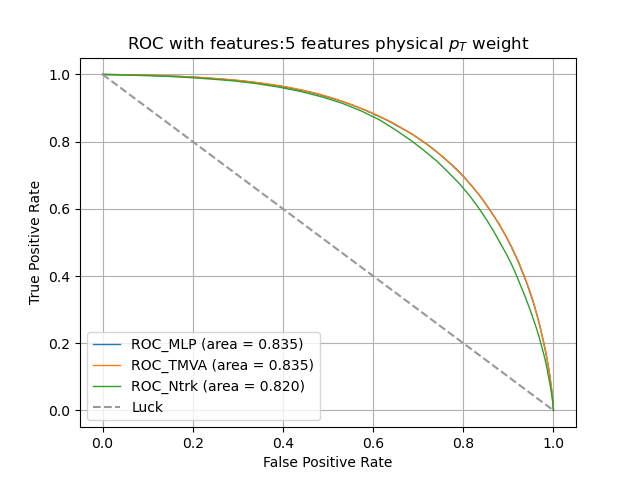 ROC with features:5 features physical $p_T$ weight
True Positive Rate
1.0
0.8
0.6
0.4
0.2
0.0
ROC_MLP (area = 0.835)
ROC_TMVA (area = 0.835)
ROC_Ntrk (area = 0.820)
Luck
0.0 0.2 0.4 0.6 0.8 1.0
False Positive Rate